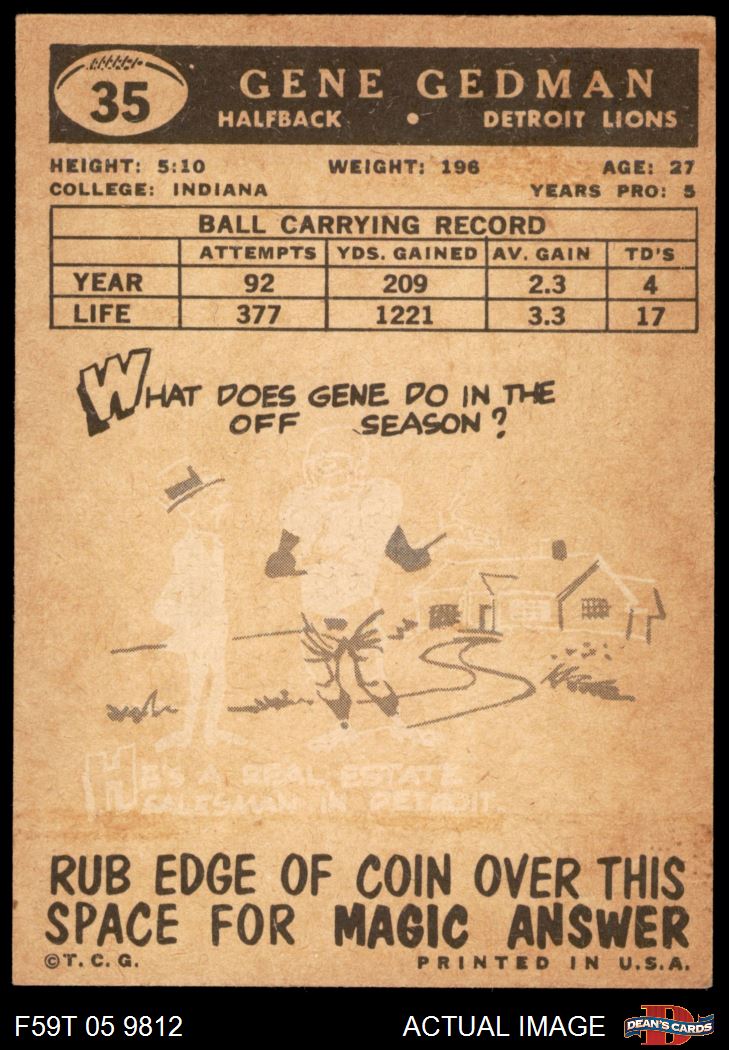 35
GENE GEDMAN
HALFBACK • DETROIT LIONS
HEIGHT: 5:10 WEIGHT: 196 AGE: 27
COLLEGE: INDIANA YEARS PRO: 5
BALL CARRYING RECORD
ATTEMPTS YDS. GAINED AV. GAIN TD'S
YEAR 92 209 2.3 4
LIFE 377 1221 3.3 17
WHAT DOES GENE DO IN THE
OFF SEASON?
HE'S A REAL ESTATE
SALESMAN IN DETROIT.
RUB EDGE OF COIN OVER THIS
SPACE FOR MAGIC ANSWER
©T.C.G. PRINTED IN U.S.A.
F59T 05 9812 ACTUAL IMAGE
D
DEAN'S CARDS